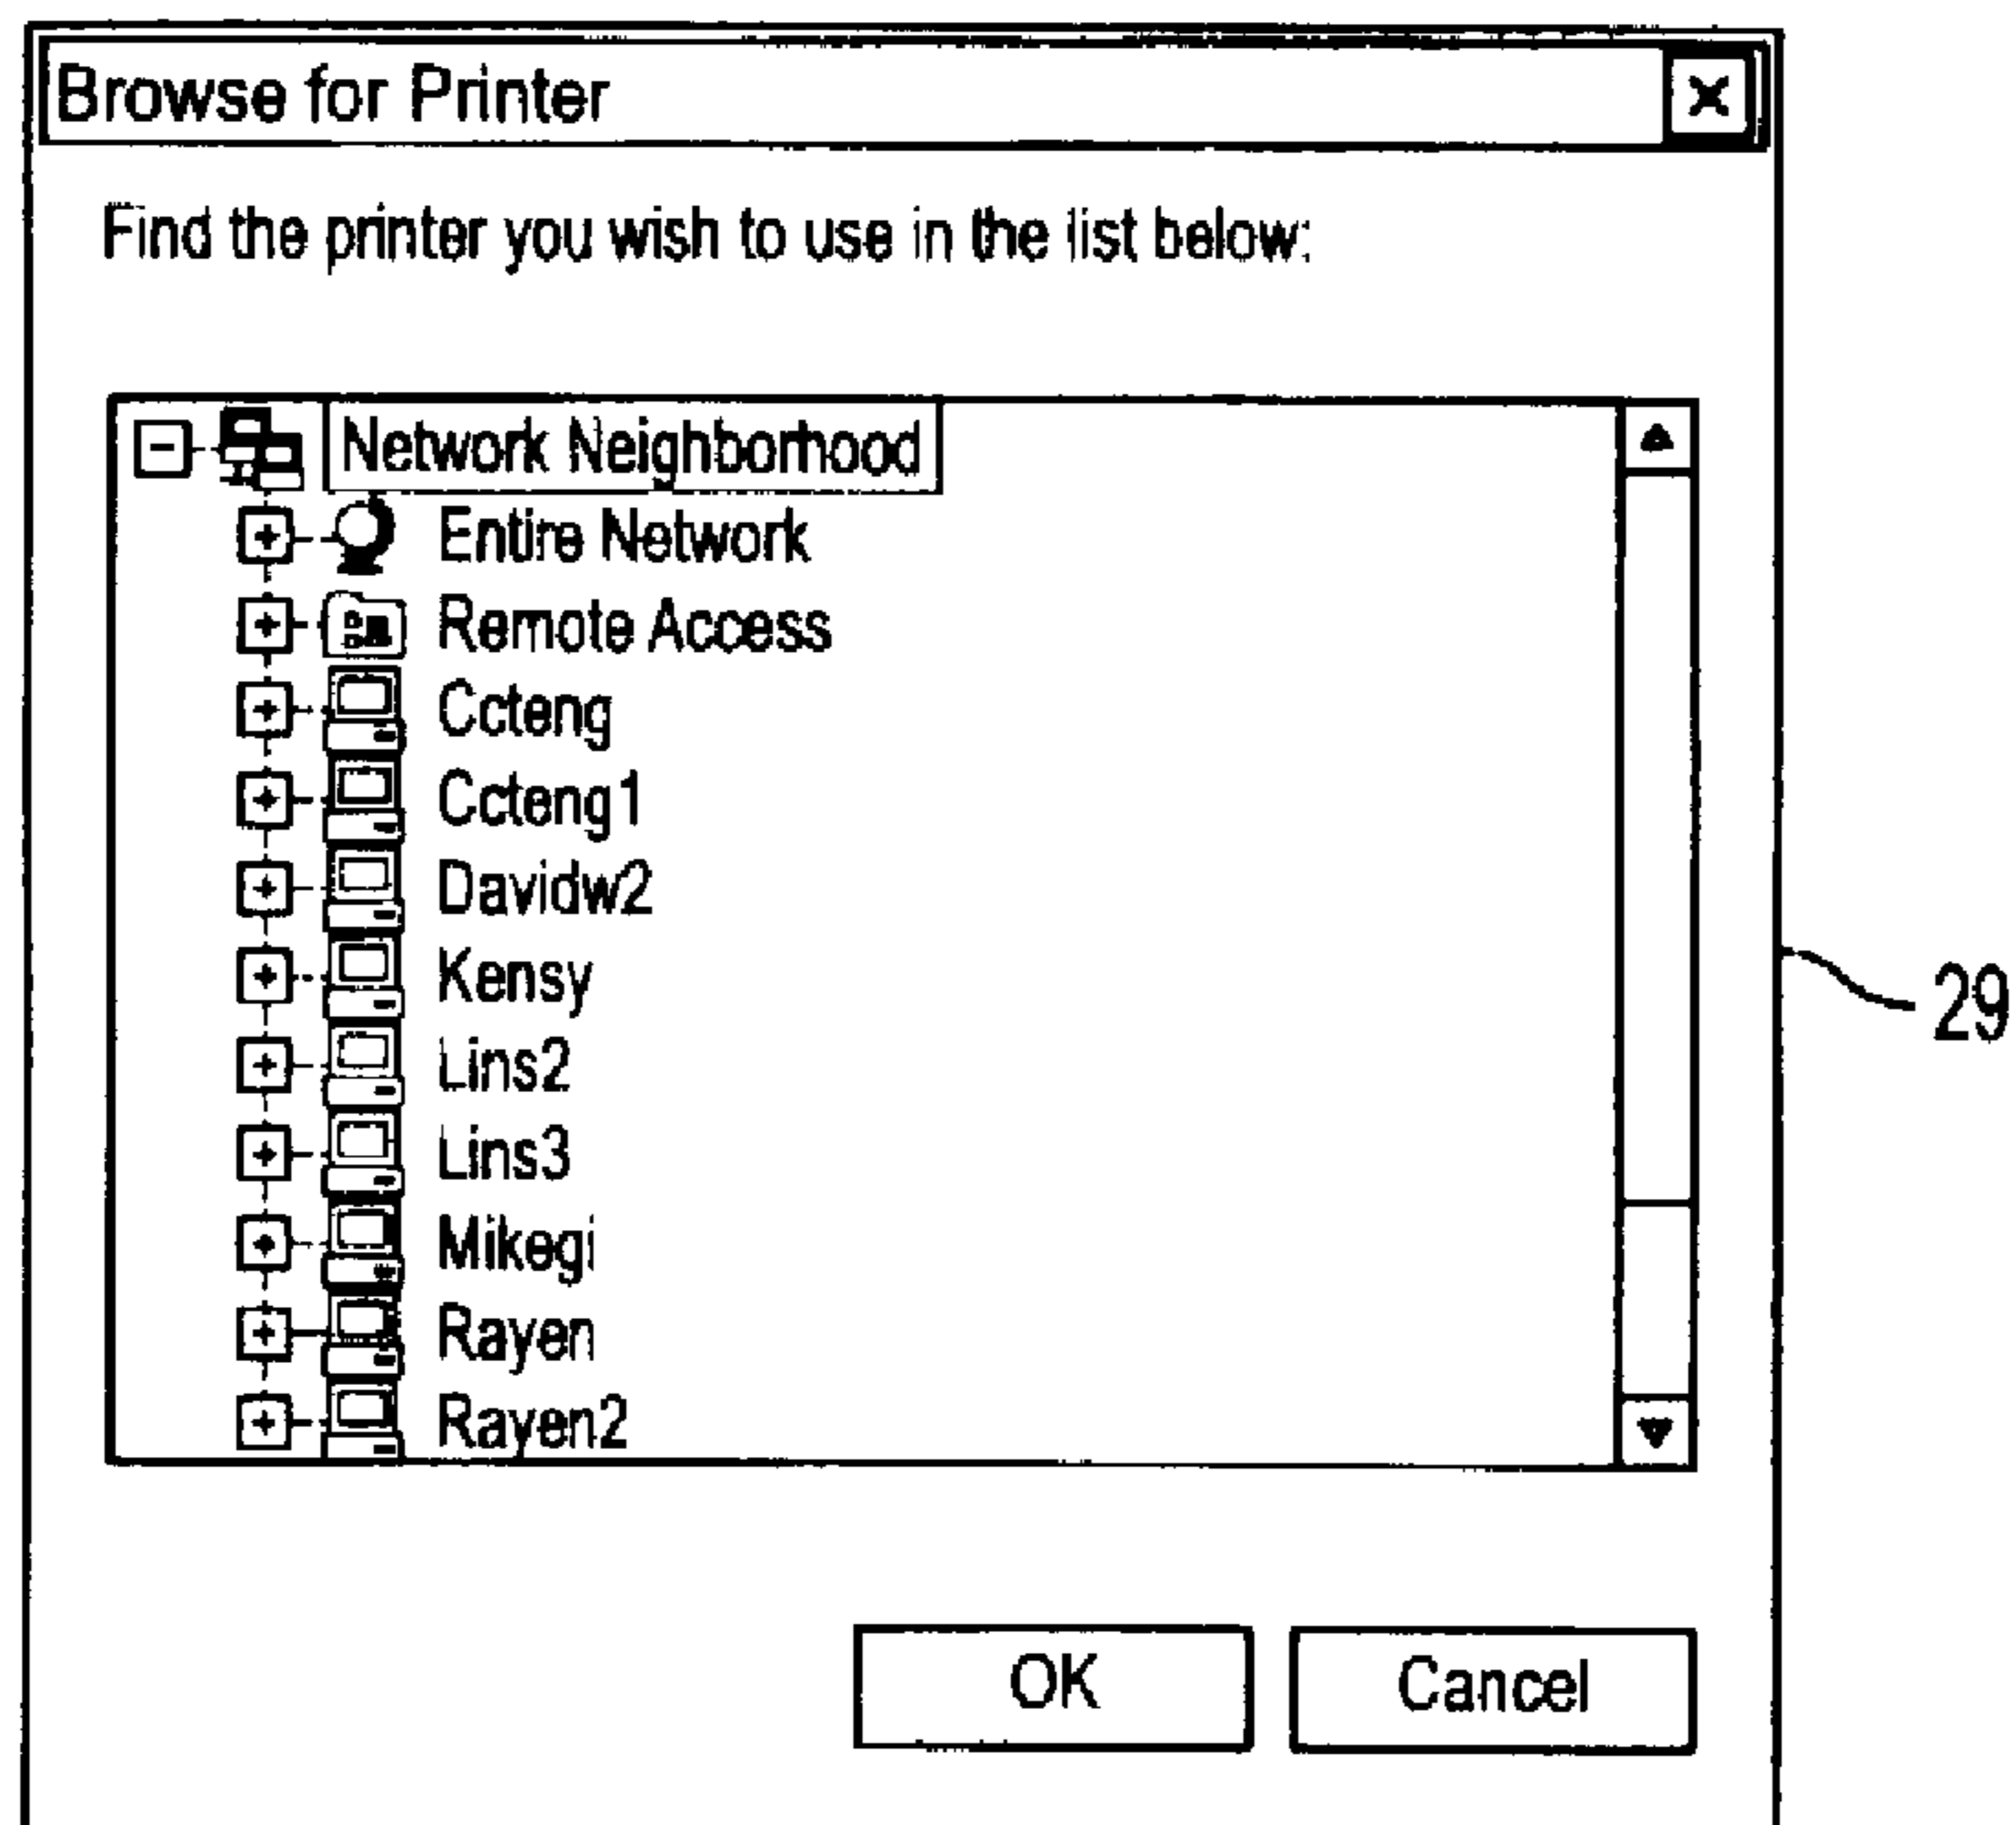 Browse for Printer
Find the printer you wish to use in the list below:
Network Neighborhood
Entire Network
Remote Access
Ccteng
Ccteng1
Davidw2
Kensy
Lins2
Lins3
Mikegi
Rayen
Rayen2
29
OK Cancel